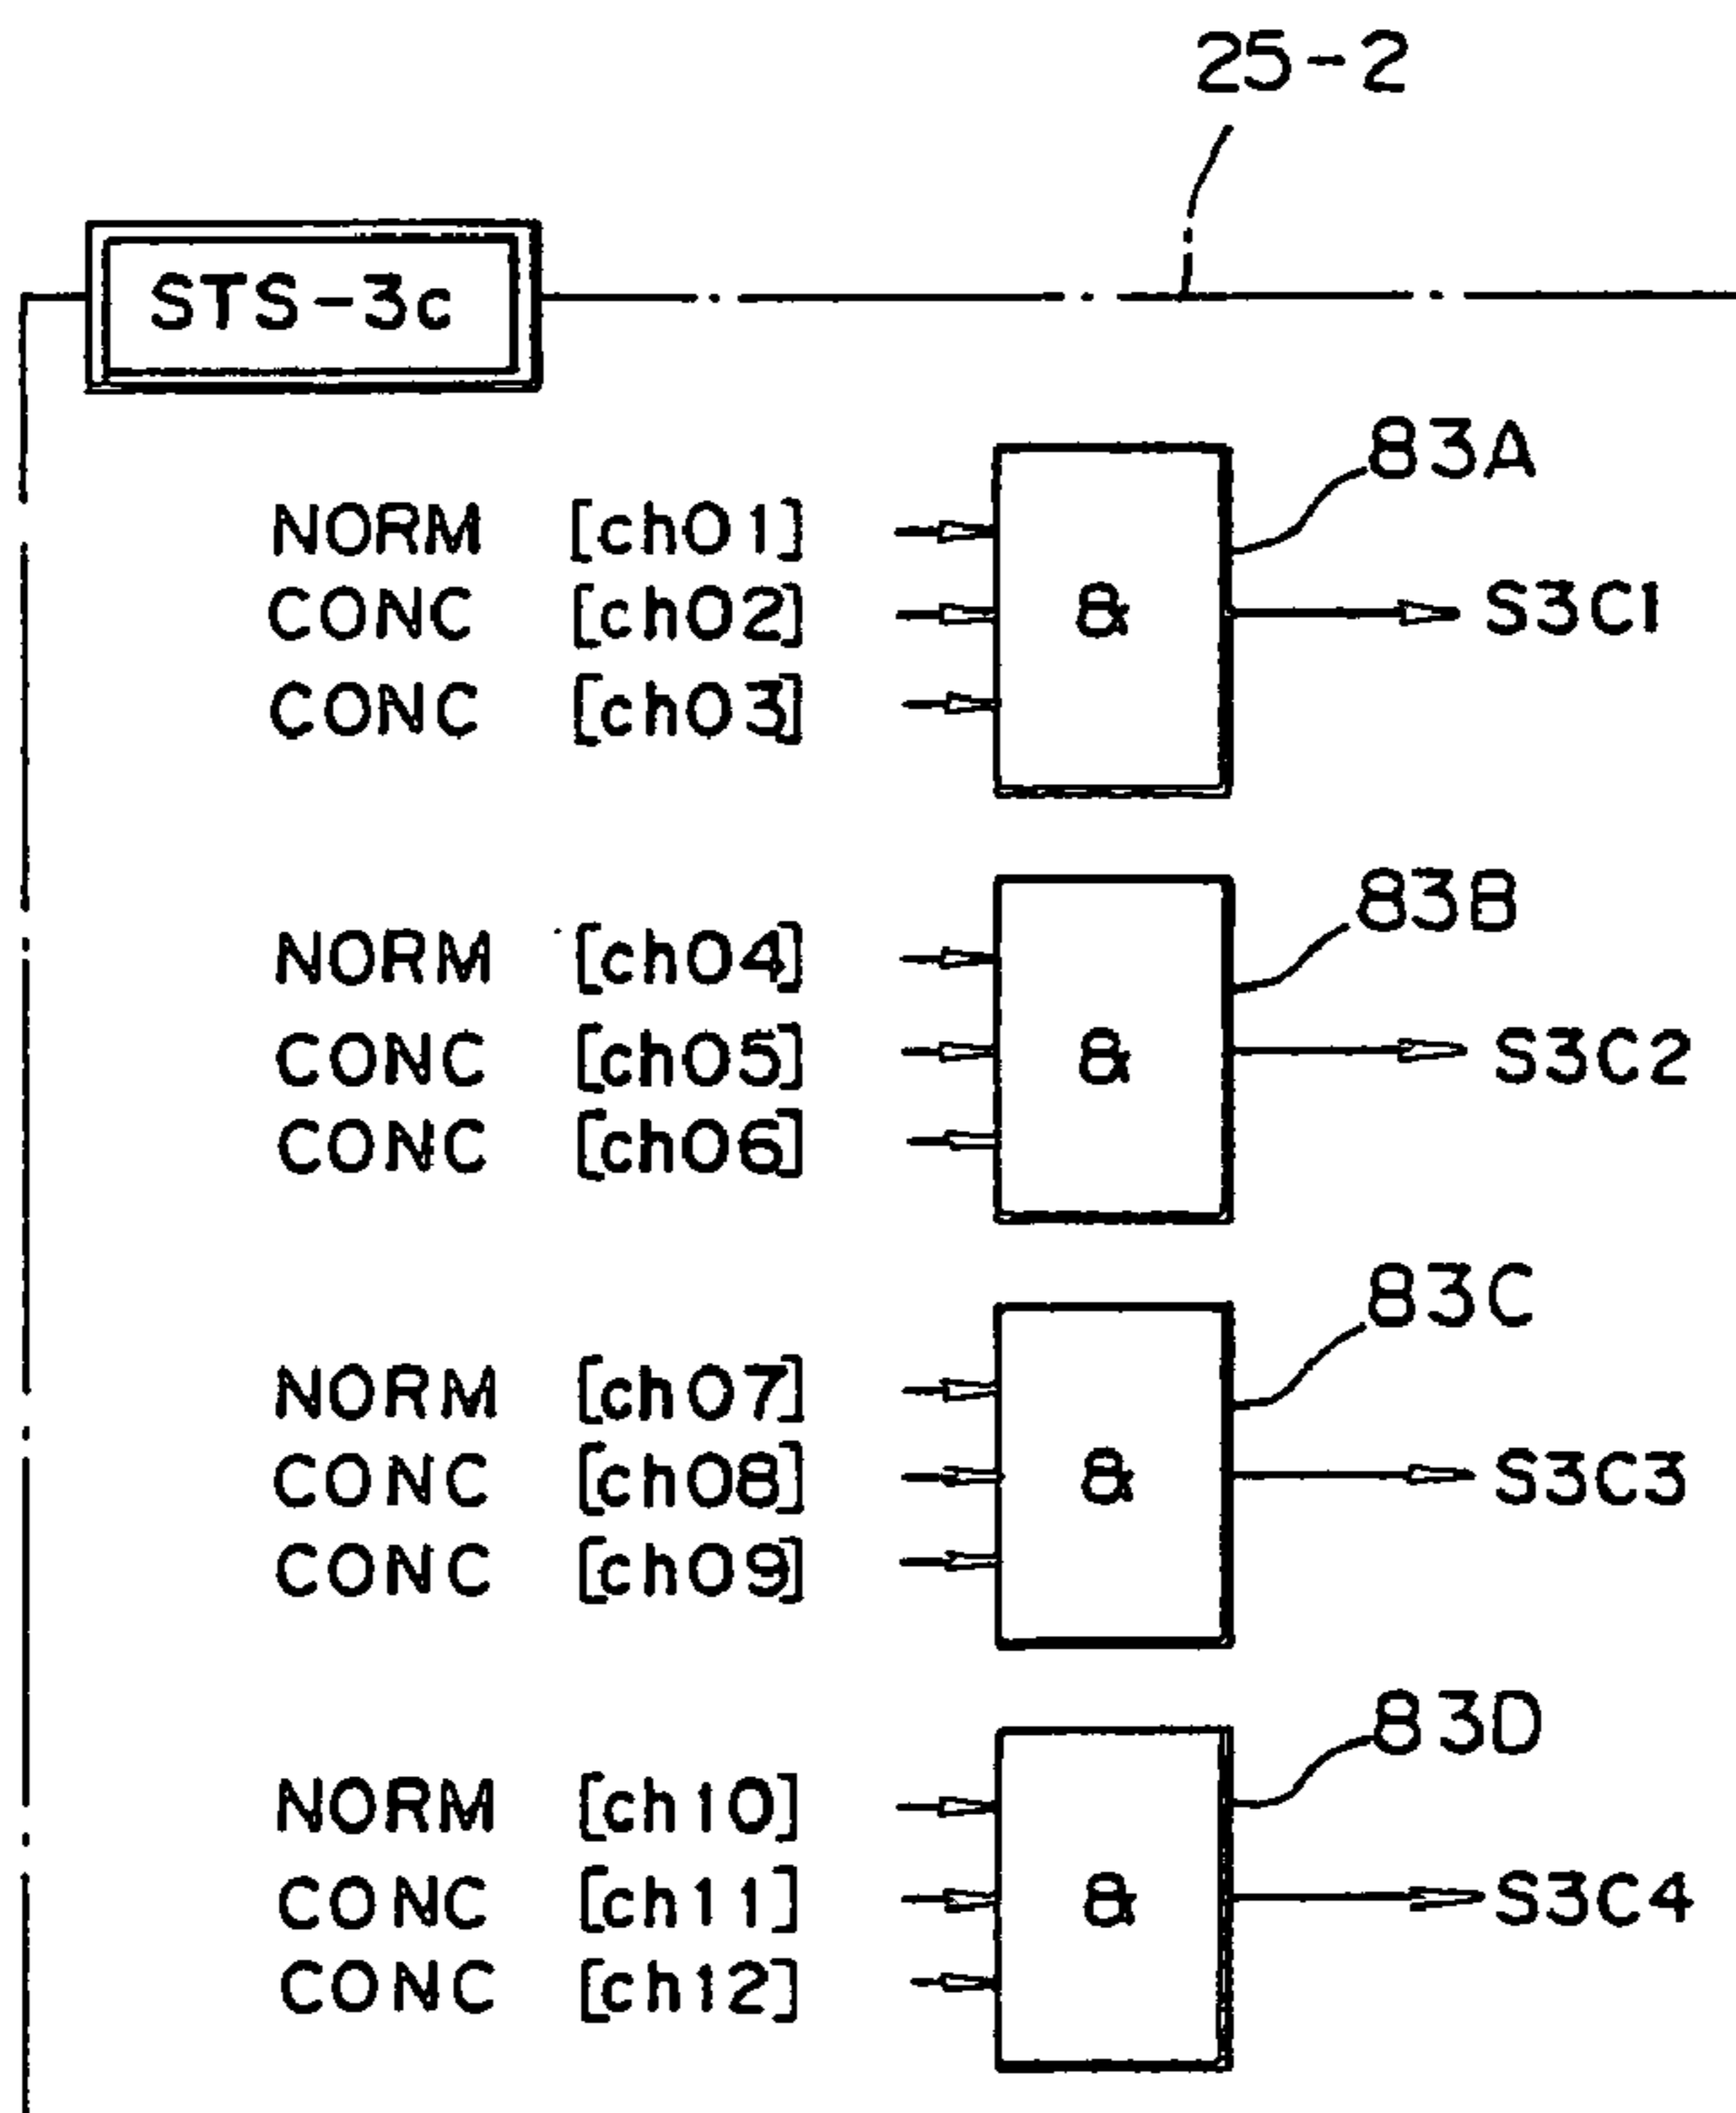 25-2
STS-3c
83A
NORM [ch01]
CONC [ch02] & S3C1
CONC [ch03]
83B
NORM [ch04]
CONC [ch05] & S3C2
CONC [ch06]
83C
NORM [ch07]
CONC [ch08] & S3C3
CONC [ch09]
83D
NORM [ch10]
CONC [ch11] & S3C4
CONC [ch12]